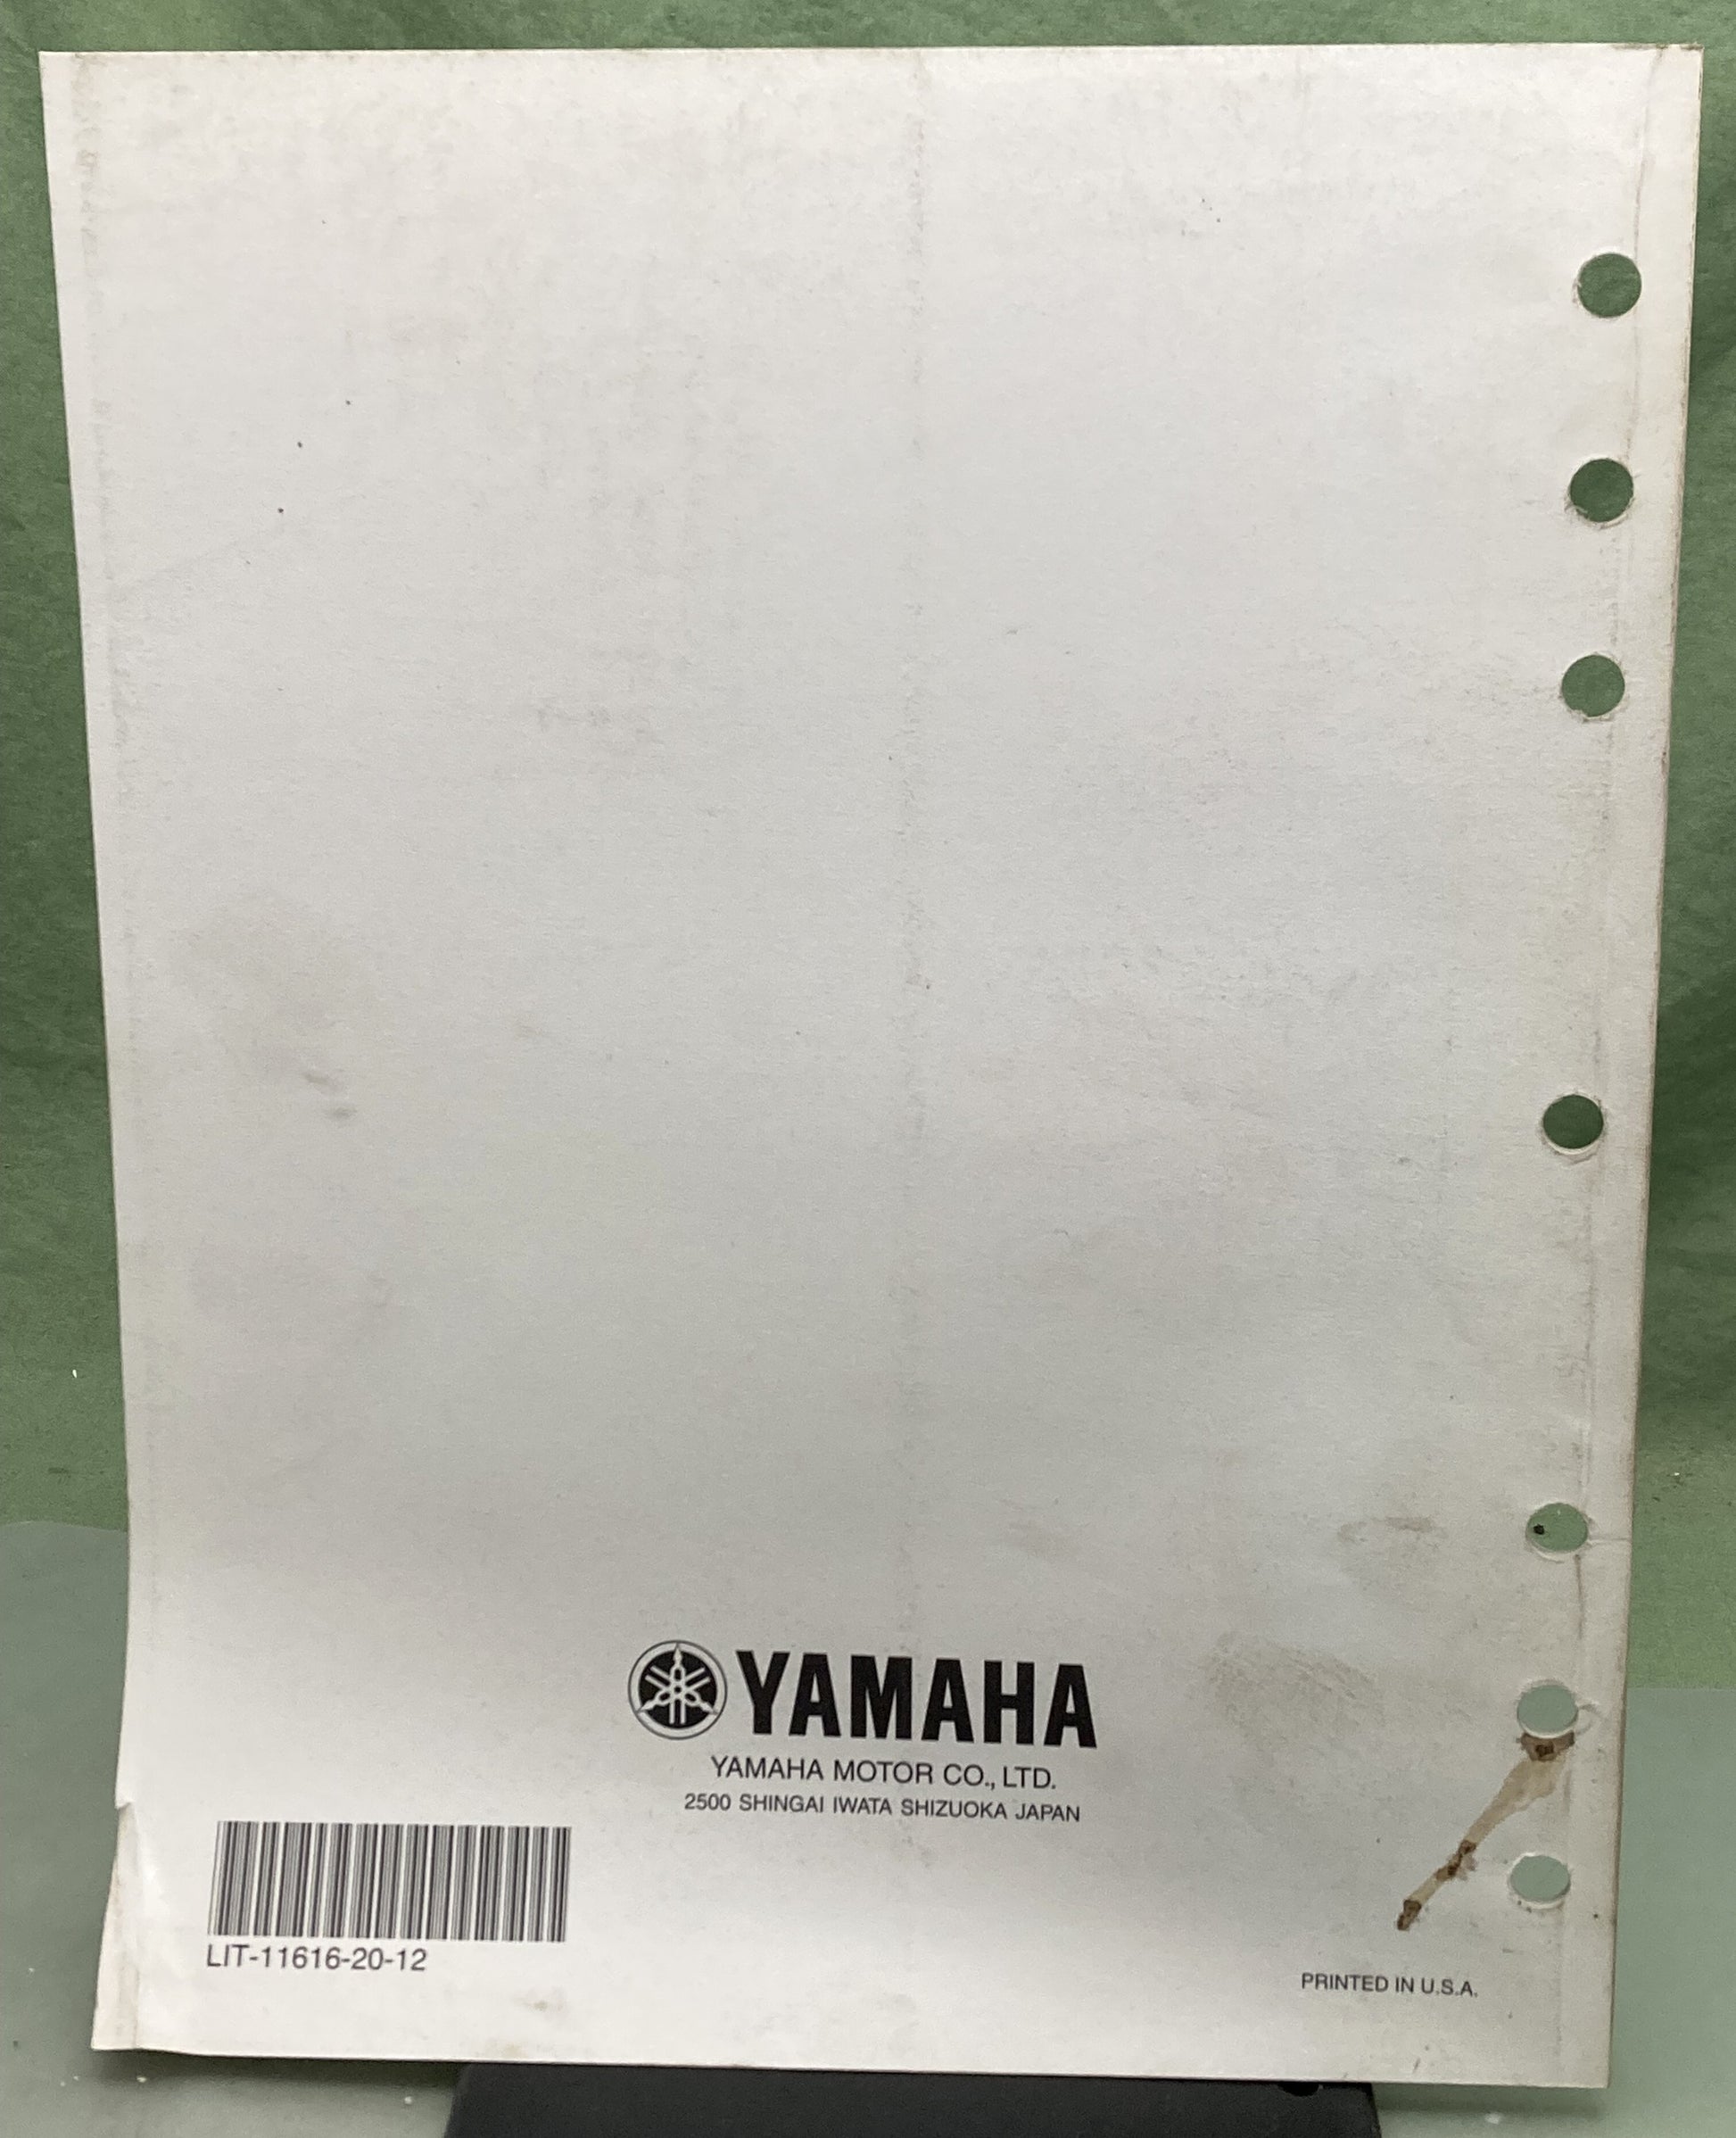 YAMAHA
YAMAHA MOTOR CO., LTD.
2500 SHINGAI IWATA SHIZUOKA JAPAN
LIT-11616-20-12
PRINTED IN U.S.A.